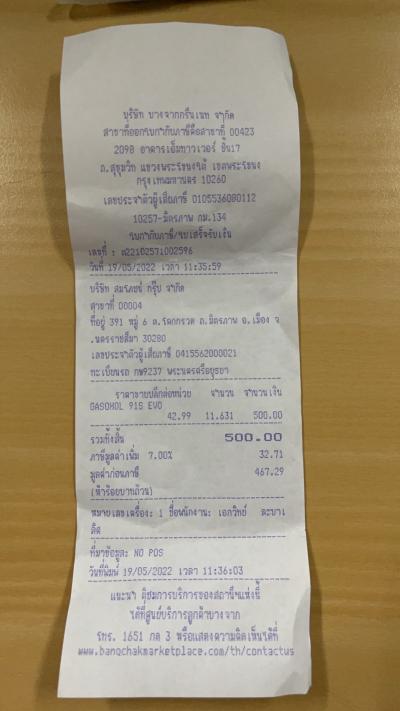 บริษัท บางจากกรีนเนท จำกัด
สาขาที่ออกใบกำกับภาษีคือสาขาที่ 00423
2098 อาคารเอ็มทาวเวอร์ ชั้น17
ถ.สุขุมวิท แขวงพระโขนงใต้ เขตพระโขนง
กรุงเทพมหานคร 10260
เลขประจำตัวผู้เสียภาษี 0105536080112
10257-มิตรภาพ กม.134
ใบกำกับภาษี/ใบเสร็จรับเงิน
เลขที่ : 22102571002596
วันที่ 19/05/2022 เวลา 11:35:59
บริษัท สมโภชน์ กรุ๊ป จำกัด
สาขาที่ 00004
ที่อยู่ 391 หมู่ 6 ต.โคกกรวด ถ.มิตรภาพ อ.เมือง จ
.นครราชสีมา 30280
เลขประจำตัวผู้เสียภาษี 0415562000021
ทะเบียนรถ กษ9237 พระนครศรีอยุธยา
ราคาขายปลีกต่อหน่วย จำนวน จำนวนเงิน
GASOHOL 91S EVO
42.99 11.631 500.00
รวมทั้งสิ้น 500.00
ภาษีมูลค่าเพิ่ม 7.00% 32.71
มูลค่าก่อนภาษี 467.29
(ห้าร้อยบาทถ้วน)
หมายเลขเครื่อง: 1 ชื่อพนักงาน: เอกวิทย์
ที่มาข้อมูล: NO POS
วันที่พิมพ์ 19/05/2022 เวลา 11:36:03
แนะนำ ติชมการบริการของสถานีฯแห่งนี้
ได้ที่ศูนย์บริการลูกค้าบางจาก
โทร. 1651 กด 3 หรือแสดงความคิดเห็นได้ที่
www.bangchakmarketplace.com/th/contactus